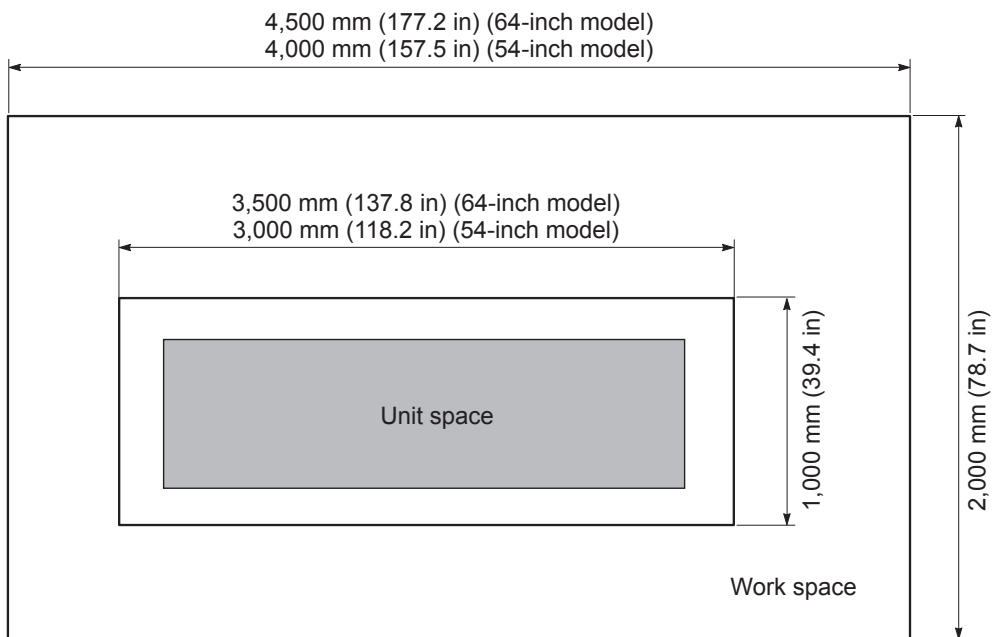 4,500 mm (177.2 in) (64-inch model)
4,000 mm (157.5 in) (54-inch model)
3,500 mm (137.8 in) (64-inch model)
3,000 mm (118.2 in) (54-inch model)
Unit space
1,000 mm (39.4 in)
2,000 mm (78.7 in)
Work space